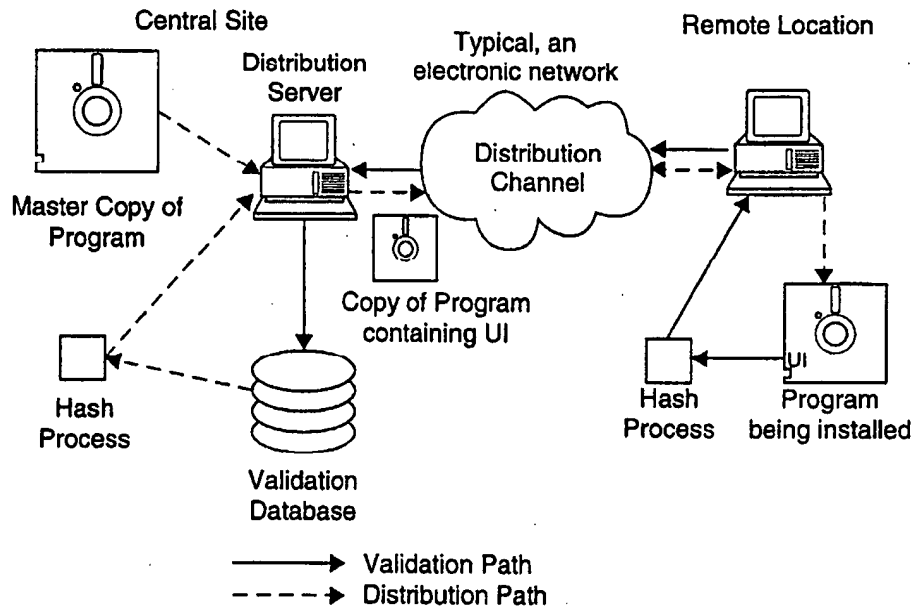 Central Site
Remote Location
Typical, an
electronic network
Distribution
Server
Distribution
Channel
Master Copy of
Program
Copy of Program
containing UI
UI
Hash
Process
Validation
Database
Hash
Process
Program
being installed
Validation Path
Distribution Path